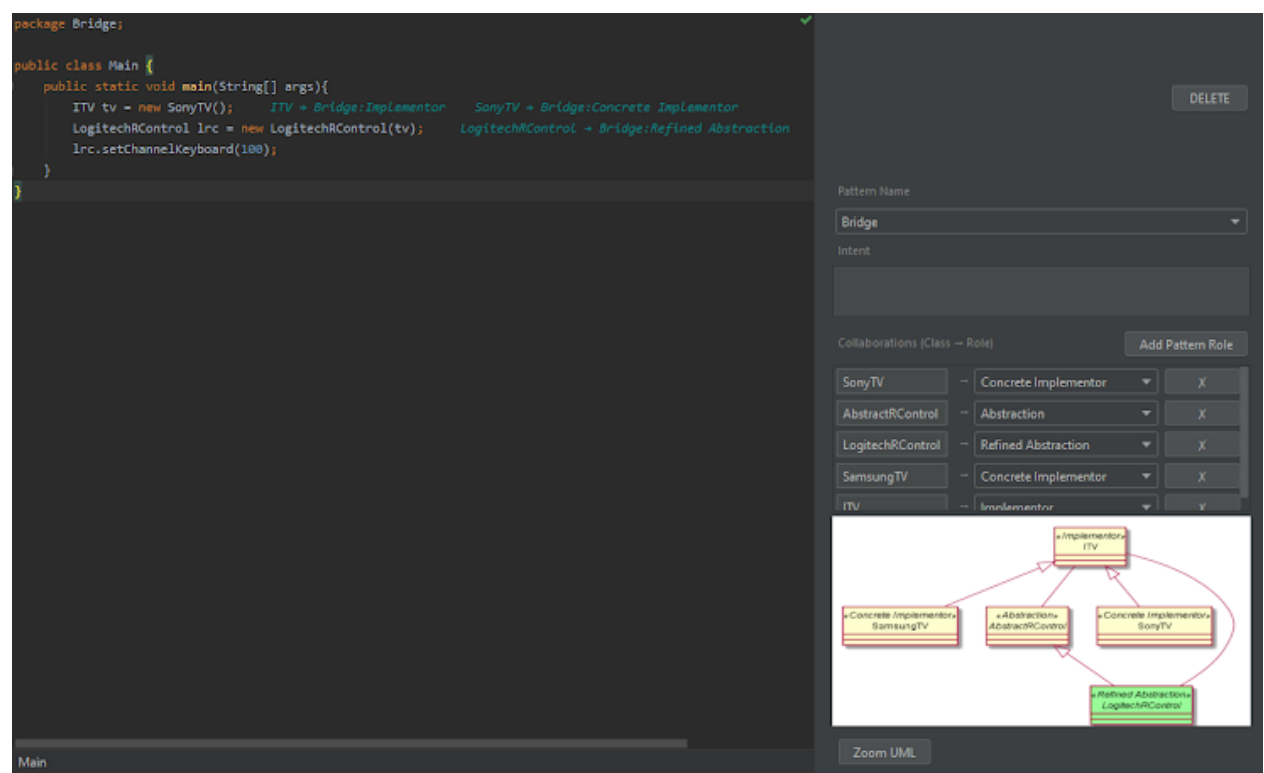 package Bridge;
public class Main {
public static void main(String[] args){
ITV tv = new SonyTV();     ITV → Bridge:Implementor    SonyTV → Bridge:Concrete Implementor
LogitechRControl lrc = new LogitechRControl(tv);     LogitechRControl → Bridge:Refined Abstraction
lrc.setChannelKeyboard(100);
}
}
Main
DELETE
Pattern Name
Bridge
Intent
Collaborations (Class — Role)
Add Pattern Role
SonyTV — Concrete Implementor X
AbstractRControl — Abstraction X
LogitechRControl — Refined Abstraction X
SamsungTV — Concrete Implementor X
ITV — Implementor X
«Implementor»
ITV
«Concrete Implementor»
SamsungTV
«Abstraction»
AbstractRControl
«Concrete Implementor»
SonyTV
«Refined Abstraction»
LogitechRControl
Zoom UML